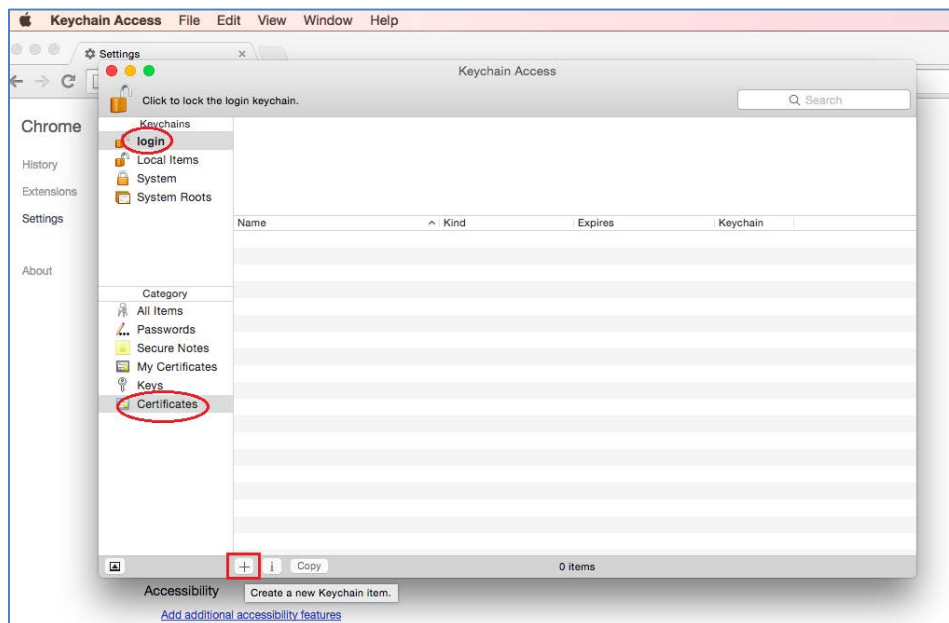 Keychain Access File Edit View Window Help
Settings
Keychain Access
Click to lock the login keychain.
Search
Chrome
History
Extensions
Settings
About
Keychains
login
Local Items
System
System Roots
Name Kind Expires Keychain
Category
All Items
Passwords
Secure Notes
My Certificates
Keys
Certificates
+ i Copy 0 items
Accessibility
Create a new Keychain item.
Add additional accessibility features